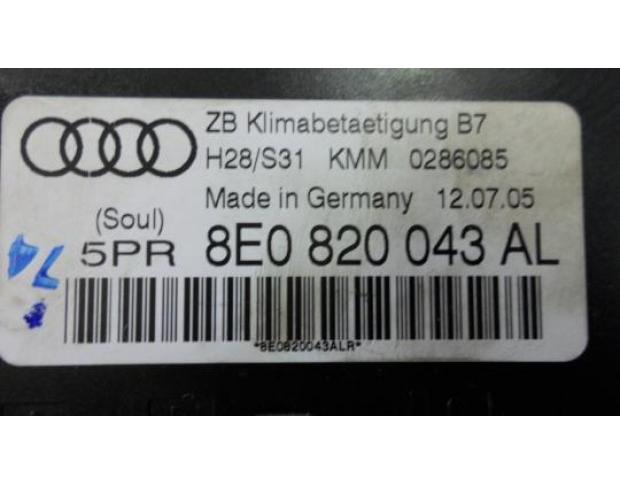 ZB Klimabetaetigung B7
H28/S31 KMM 0286085
Made in Germany 12.07.05
(Soul)
5PR 8E0 820 043 AL
74
*8E0820043ALR*